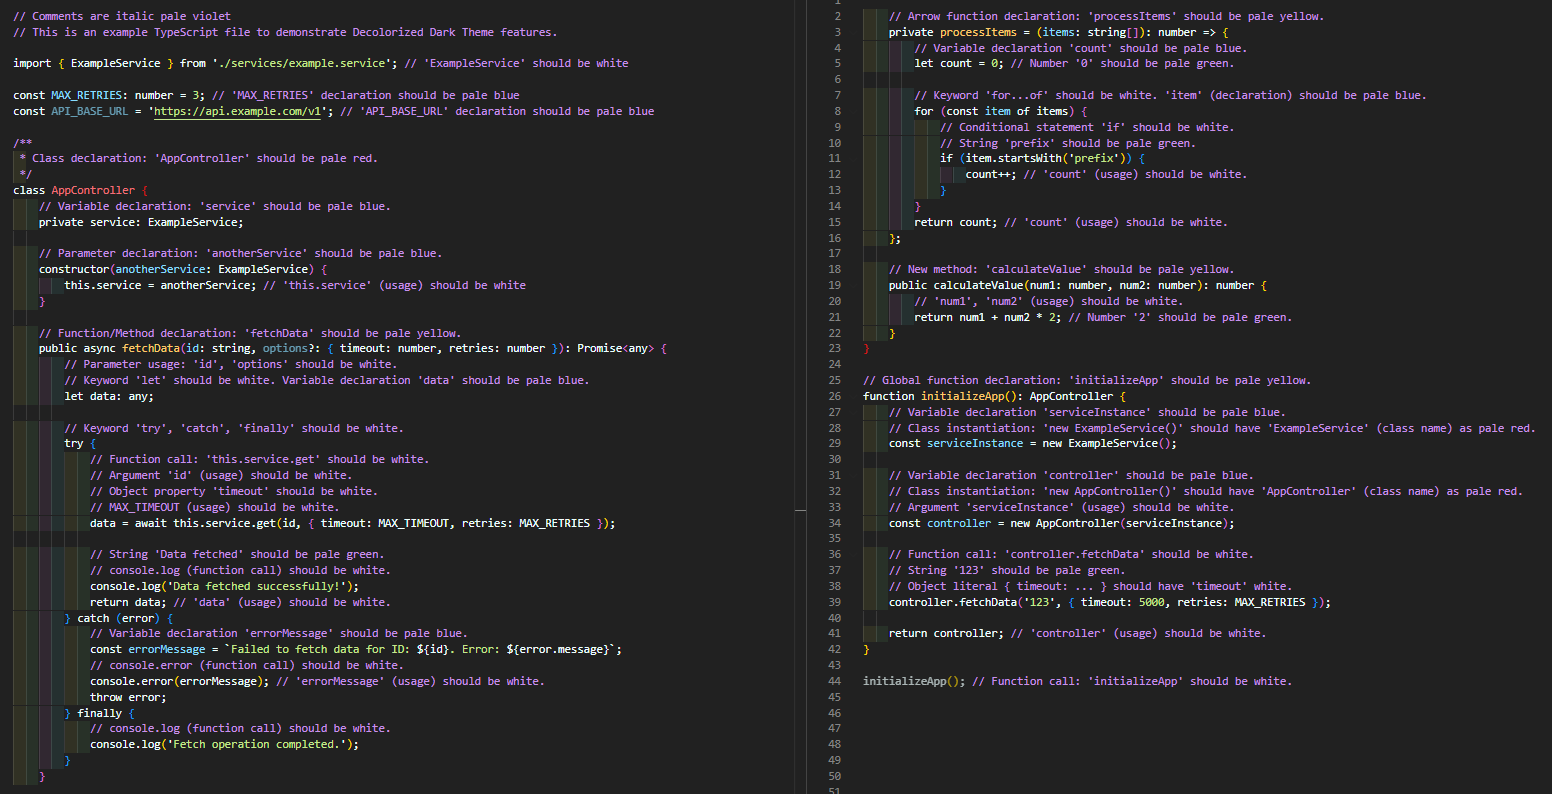 // Comments are italic pale violet
// This is an example TypeScript file to demonstrate Decolorized Dark Theme features.
import { ExampleService } from './services/example.service'; // 'ExampleService' should be white
const MAX_RETRIES: number = 3; // 'MAX_RETRIES' declaration should be pale blue
const API_BASE_URL = 'https://api.example.com/v1'; // 'API_BASE_URL' declaration should be pale blue
/**
* Class declaration: 'AppController' should be pale red.
*/
class AppController {
// Variable declaration: 'service' should be pale blue.
private service: ExampleService;
// Parameter declaration: 'anotherService' should be pale blue.
constructor(anotherService: ExampleService) {
this.service = anotherService; // 'this.service' (usage) should be white
}
// Function/Method declaration: 'fetchData' should be pale yellow.
public async fetchData(id: string, options?: { timeout: number, retries: number }): Promise<any> {
// Parameter usage: 'id', 'options' should be white.
// Keyword 'let' should be white. Variable declaration 'data' should be pale blue.
let data: any;
// Keyword 'try', 'catch', 'finally' should be white.
try {
// Function call: 'this.service.get' should be white.
// Argument 'id' (usage) should be white.
// Object property 'timeout' should be white.
// MAX_TIMEOUT (usage) should be white.
data = await this.service.get(id, { timeout: MAX_TIMEOUT, retries: MAX_RETRIES });
// String 'Data fetched' should be pale green.
// console.log (function call) should be white.
console.log('Data fetched successfully!');
return data; // 'data' (usage) should be white.
} catch (error) {
// Variable declaration 'errorMessage' should be pale blue.
const errorMessage = `Failed to fetch data for ID: ${id}. Error: ${error.message}`;
// console.error (function call) should be white.
console.error(errorMessage); // 'errorMessage' (usage) should be white.
throw error;
} finally {
// console.log (function call) should be white.
console.log('Fetch operation completed.');
}
}
1
2 // Arrow function declaration: 'processItems' should be pale yellow.
3 private processItems = (items: string[]): number => {
4 // Variable declaration 'count' should be pale blue.
5 let count = 0; // Number '0' should be pale green.
6
7 // Keyword 'for...of' should be white. 'item' (declaration) should be pale blue.
8 for (const item of items) {
9 // Conditional statement 'if' should be white.
10 // String 'prefix' should be pale green.
11 if (item.startsWith('prefix')) {
12 count++; // 'count' (usage) should be white.
13 }
14 }
15 return count; // 'count' (usage) should be white.
16 };
17
18 // New method: 'calculateValue' should be pale yellow.
19 public calculateValue(num1: number, num2: number): number {
20 // 'num1', 'num2' (usage) should be white.
21 return num1 + num2 * 2; // Number '2' should be pale green.
22 }
23 }
24
25 // Global function declaration: 'initializeApp' should be pale yellow.
26 function initializeApp(): AppController {
27 // Variable declaration 'serviceInstance' should be pale blue.
28 // Class instantiation: 'new ExampleService()' should have 'ExampleService' (class name) as pale red.
29 const serviceInstance = new ExampleService();
30
31 // Variable declaration 'controller' should be pale blue.
32 // Class instantiation: 'new AppController()' should have 'AppController' (class name) as pale red.
33 // Argument 'serviceInstance' (usage) should be white.
34 const controller = new AppController(serviceInstance);
35
36 // Function call: 'controller.fetchData' should be white.
37 // String '123' should be pale green.
38 // Object literal { timeout: ... } should have 'timeout' white.
39 controller.fetchData('123', { timeout: 5000, retries: MAX_RETRIES });
40
41 return controller; // 'controller' (usage) should be white.
42 }
43
44 initializeApp(); // Function call: 'initializeApp' should be white.
45
46
47
48
49
50
51